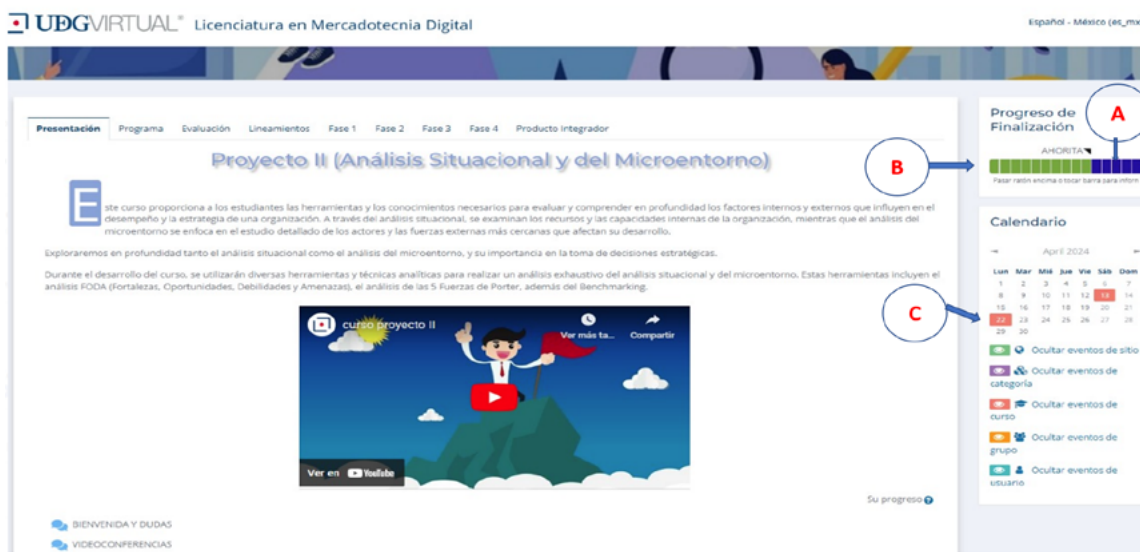 UDGVIRTUAL® Licenciatura en Mercadotecnia Digital
Español - México (es_mx
Presentación Programa Evaluación Lineamientos Fase 1 Fase 2 Fase 3 Fase 4 Producto Integrador
Proyecto II (Análisis Situacional y del Microentorno)
Este curso proporciona a los estudiantes las herramientas y los conocimientos necesarios para evaluar y comprender en profundidad los factores internos y externos que influyen en el
desempeño y la estrategia de una organización. A través del análisis situacional, se examinan los recursos y las capacidades internas de la organización, mientras que el análisis del
microentorno se enfoca en el estudio detallado de los actores y las fuerzas externas más cercanas que afectan su desarrollo.
Exploraremos en profundidad tanto el análisis situacional como el análisis del microentorno, y su importancia en la toma de decisiones estratégicas.
Durante el desarrollo del curso, se utilizarán diversas herramientas y técnicas analíticas para realizar un análisis exhaustivo del análisis situacional y del microentorno. Estas herramientas incluyen el
análisis FODA (Fortalezas, Oportunidades, Debilidades y Amenazas), el análisis de las 5 Fuerzas de Porter, además del Benchmarking.
curso proyecto II
Ver más ta... Compartir
Ver en YouTube
Su progreso
BIENVENIDA Y DUDAS
VIDEOCONFERENCIAS
Progreso de
Finalización
A
AHORITA
B
Pasar ratón encima o tocar barra para inform
Calendario
April 2024
Lun Mar Mié Jue Vie Sáb Dom
1 2 3 4 5 6 7
8 9 10 11 12 13 14
15 16 17 18 19 20 21
22 23 24 25 26 27 28
29 30
C
Ocultar eventos de sitio
Ocultar eventos de
categoría
Ocultar eventos de
curso
Ocultar eventos de
grupo
Ocultar eventos de
usuario